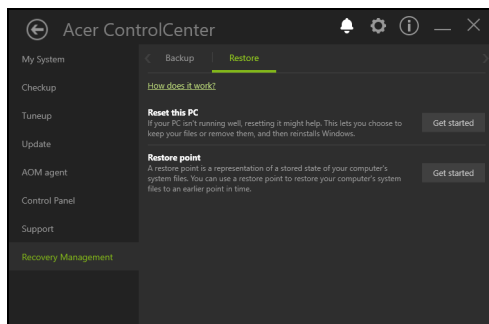 Acer ControlCenter
My System
Checkup
Tuneup
Update
AOM agent
Control Panel
Support
Recovery Management
Backup
Restore
How does it work?
Reset this PC
If your PC isn't running well, resetting it might help. This lets you choose to
keep your files or remove them, and then reinstalls Windows.
Get started
Restore point
A restore point is a representation of a stored state of your computer's
system files. You can use a restore point to restore your computer's system
files to an earlier point in time.
Get started